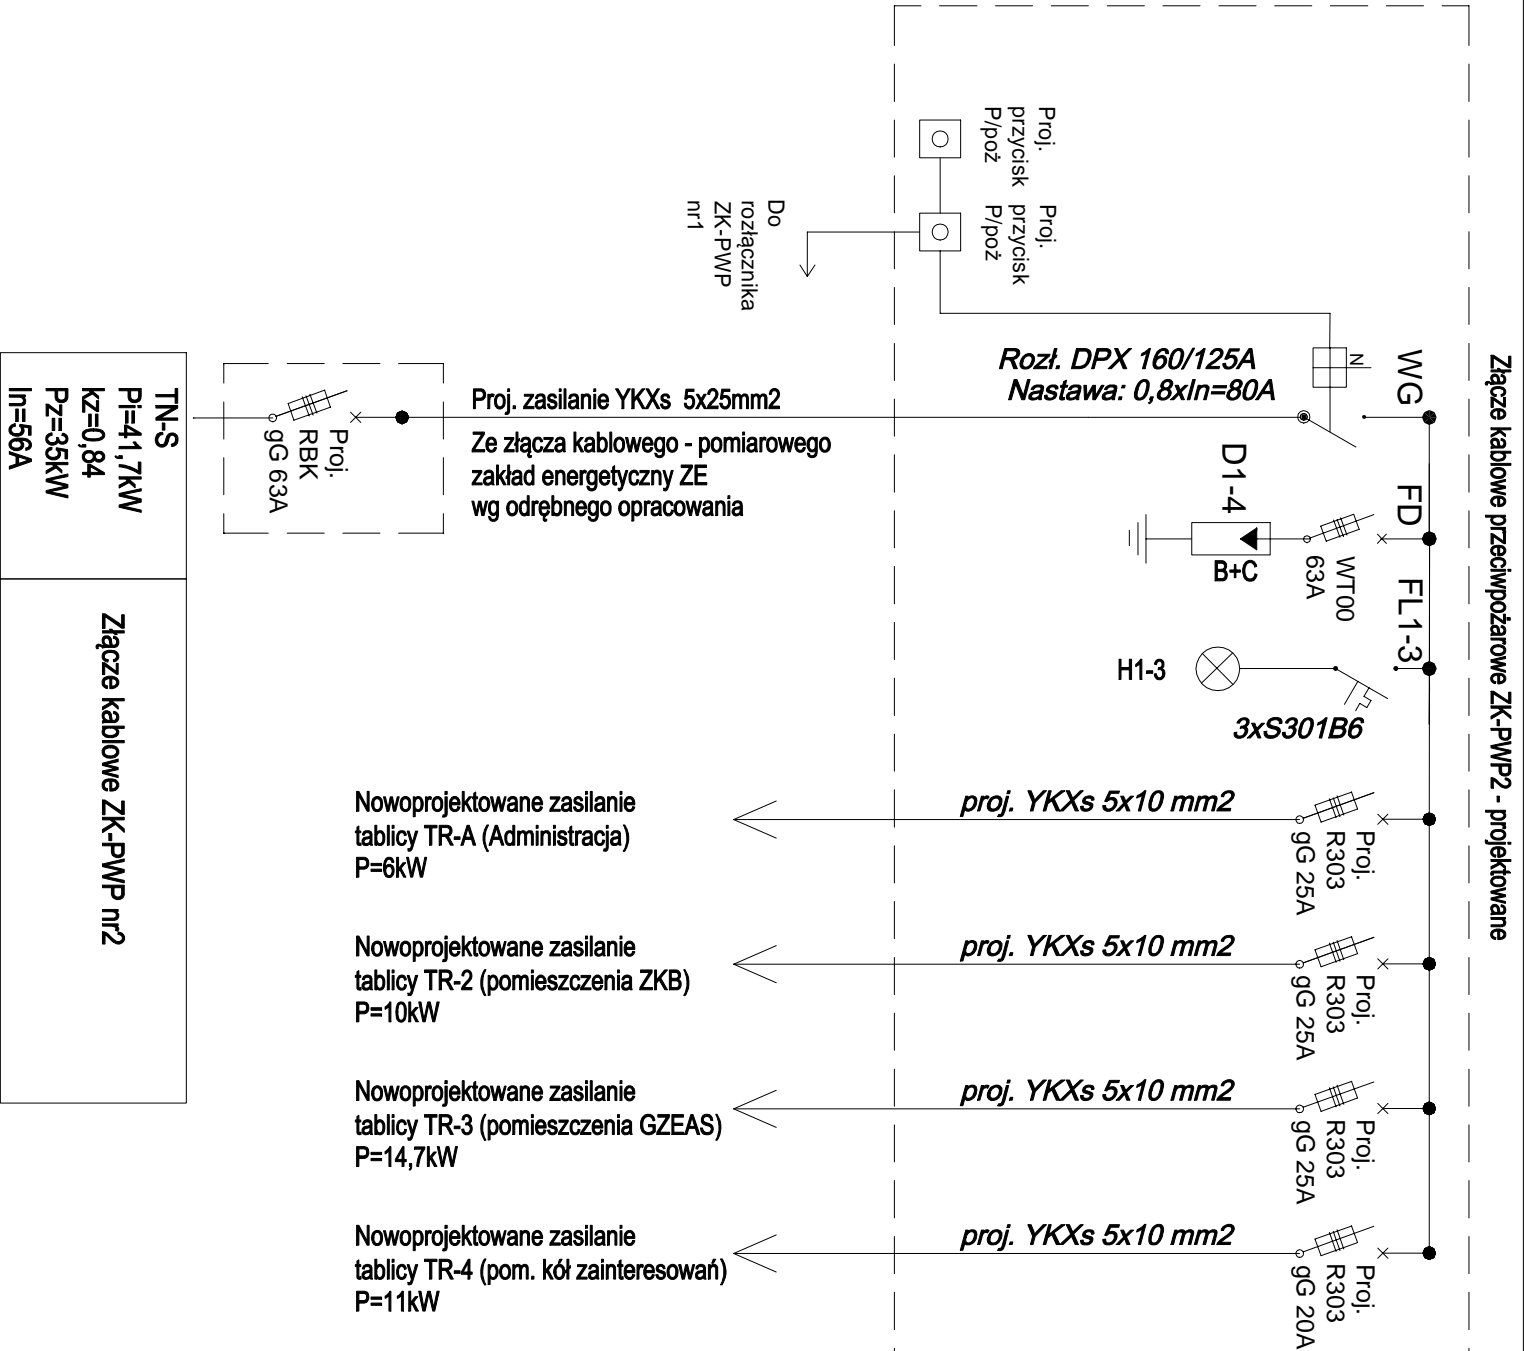 Złącze kablowe przeciwpożarowe ZK-PWP2 - projektowane
Proj.
przycisk
P/poż
Proj.
przycisk
P/poż
Do
rozłącznika
ZK-PWP
nr1
Rozł. DPX 160/125A
Nastawa: 0,8xIn=80A
N
WG
Proj. zasilanie YKXs 5x25mm2
Ze złącza kablowego - pomiarowego
zakład energetyczny ZE
wg odrębnego opracowania
Proj.
RBK
gG 63A
TN-S
Pi=41,7kW
kz=0,84
Pz=35kW
In=56A
Złącze kablowe ZK-PWP nr2
FD
D1-4
B+C
WT00
63A
FL1-3
H1-3
3xS301B6
Nowoprojektowane zasilanie
tablicy TR-A (Administracja)
P=6kW
proj. YKXs 5x10 mm2
Proj.
R303
gG 25A
Nowoprojektowane zasilanie
tablicy TR-2 (pomieszczenia ZKB)
P=10kW
proj. YKXs 5x10 mm2
Proj.
R303
gG 25A
Nowoprojektowane zasilanie
tablicy TR-3 (pomieszczenia GZEAS)
P=14,7kW
proj. YKXs 5x10 mm2
Proj.
R303
gG 25A
Nowoprojektowane zasilanie
tablicy TR-4 (pom. kół zainteresowań)
P=11kW
proj. YKXs 5x10 mm2
Proj.
R303
gG 20A